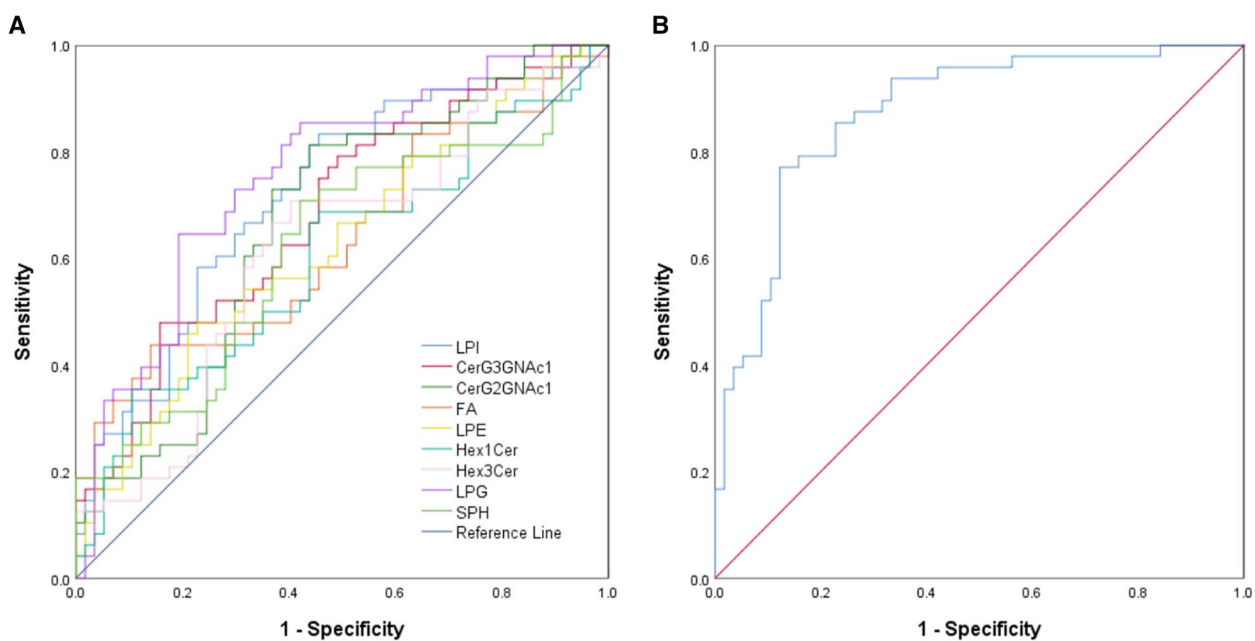 A
1.0
0.8
0.6
0.4
0.2
0.0
Sensitivity
LPI
CerG3GNAc1
CerG2GNAc1
FA
LPE
Hex1Cer
Hex3Cer
LPG
SPH
Reference Line
0.0 0.2 0.4 0.6 0.8 1.0
1 - Specificity
B
1.0
0.8
0.6
0.4
0.2
0.0
Sensitivity
0.0 0.2 0.4 0.6 0.8 1.0
1 - Specificity